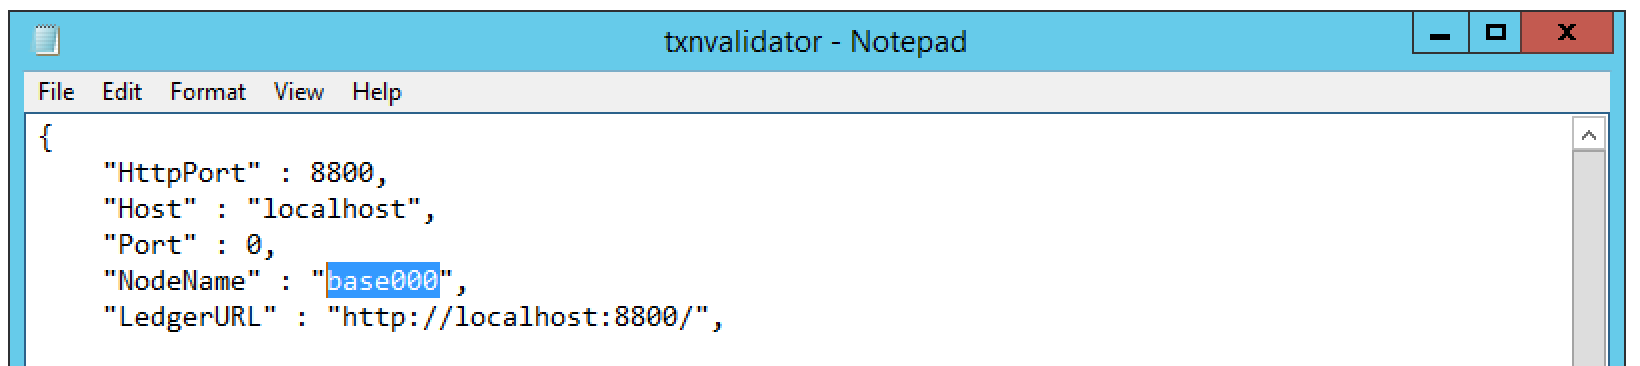 txnvalidator - Notepad
File Edit Format View Help
{
"HttpPort" : 8800,
"Host" : "localhost",
"Port" : 0,
"NodeName" : "base000",
"LedgerURL" : "http://localhost:8800/",